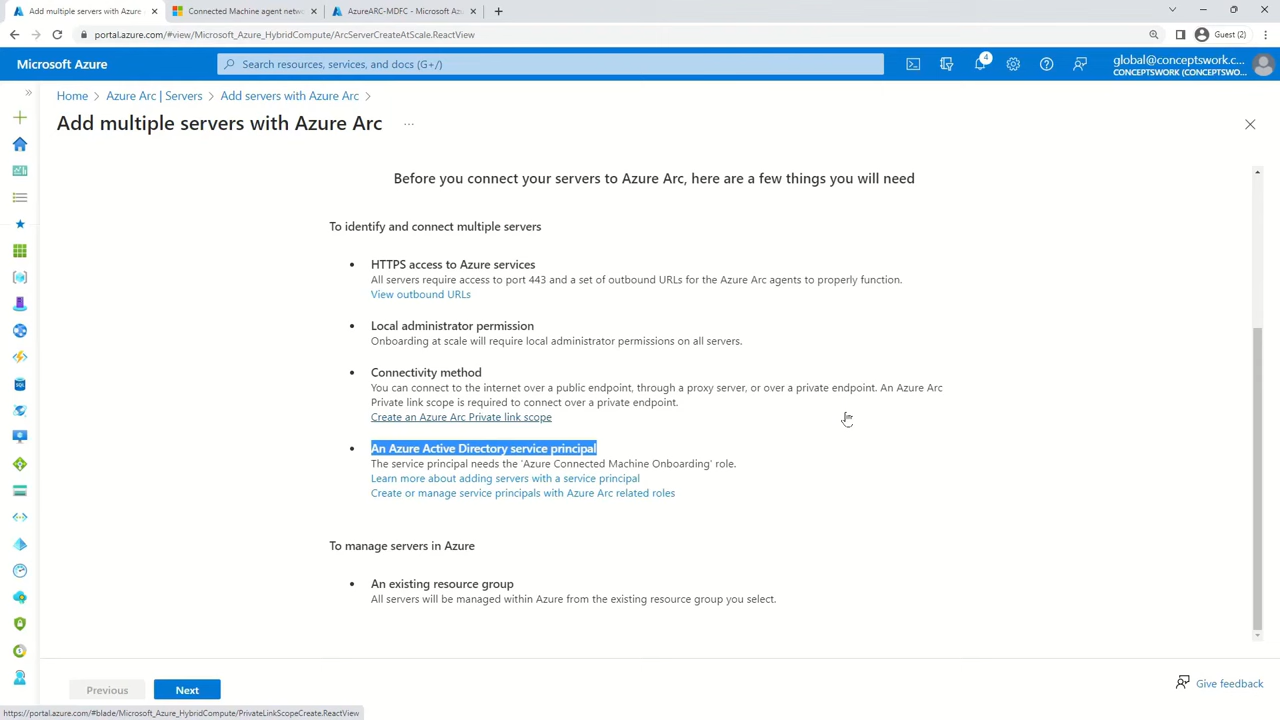 Add multiple servers with Azure
Connected Machine agent netw
AzureARC-MDFC - Microsoft Az
portal.azure.com/#view/Microsoft_Azure_HybridCompute/ArcServerCreateAtScale.ReactView
Guest (2)
Microsoft Azure
Search resources, services, and docs (G+/)
4
global@conceptswork.c...
CONCEPTSWORK (CONCEPTSWO...
Home > Azure Arc | Servers > Add servers with Azure Arc >
Add multiple servers with Azure Arc ...
Before you connect your servers to Azure Arc, here are a few things you will need
To identify and connect multiple servers
• HTTPS access to Azure services
All servers require access to port 443 and a set of outbound URLs for the Azure Arc agents to properly function.
View outbound URLs
• Local administrator permission
Onboarding at scale will require local administrator permissions on all servers.
• Connectivity method
You can connect to the internet over a public endpoint, through a proxy server, or over a private endpoint. An Azure Arc
Private link scope is required to connect over a private endpoint.
Create an Azure Arc Private link scope
• An Azure Active Directory service principal
The service principal needs the 'Azure Connected Machine Onboarding' role.
Learn more about adding servers with a service principal
Create or manage service principals with Azure Arc related roles
To manage servers in Azure
• An existing resource group
All servers will be managed within Azure from the existing resource group you select.
Previous
Next
Give feedback
https://portal.azure.com/#blade/Microsoft_Azure_HybridCompute/PrivateLinkScopeCreate.ReactView